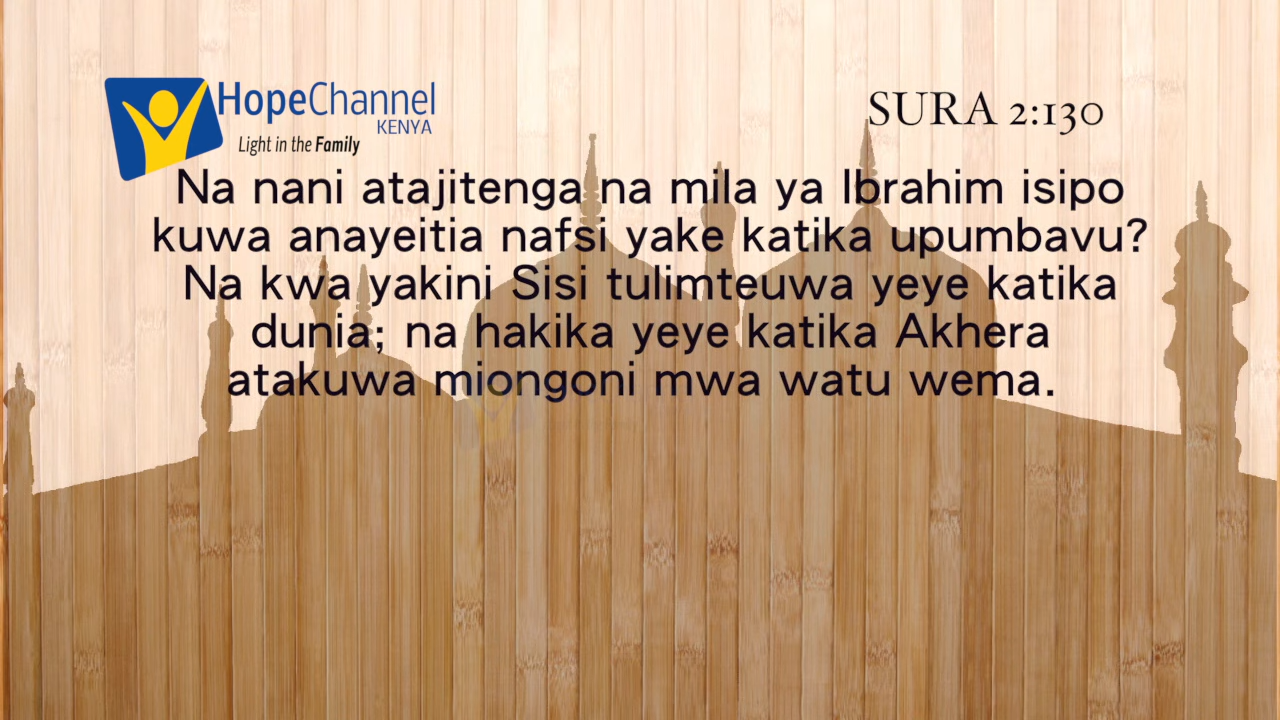 HopeChannel
KENYA
Light in the Family
SURA 2:130
Na nani atajitenga na mila ya Ibrahim isipo
kuwa anayeitia nafsi yake katika upumbavu?
Na kwa yakini Sisi tulimteuwa yeye katika
dunia; na hakika yeye katika Akhera
atakuwa miongoni mwa watu wema.